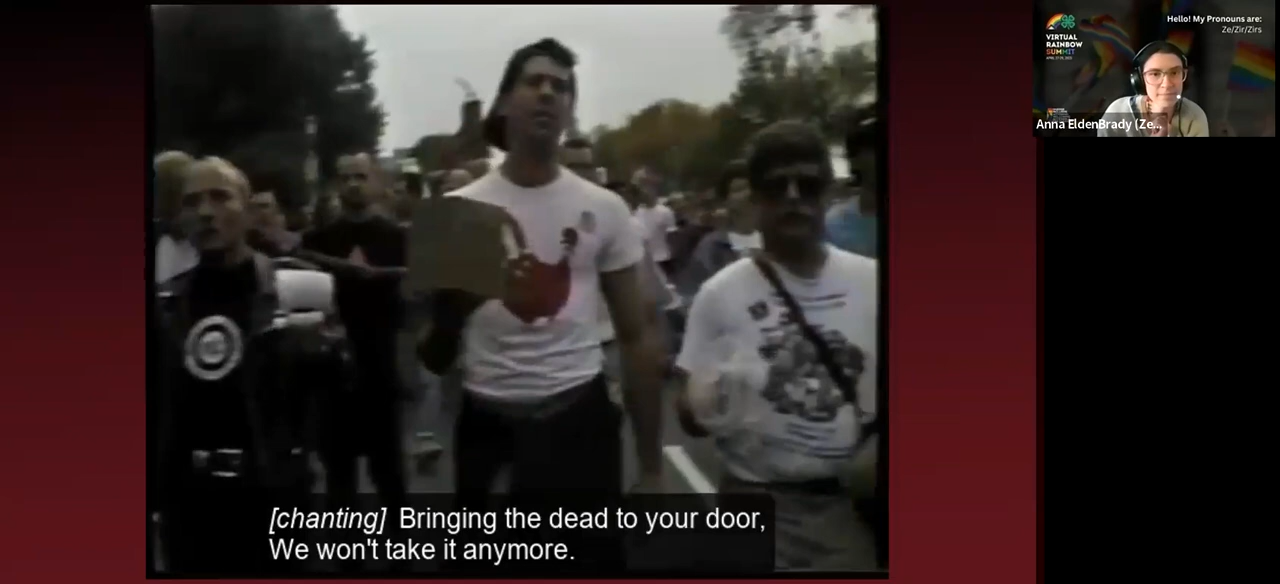 [chanting] Bringing the dead to your door,
We won't take it anymore.
VIRTUAL
RAINBOW
SUMMIT
Hello! My Pronouns are:
Ze/Zir/Zirs
Anna EldenBrady (Ze...